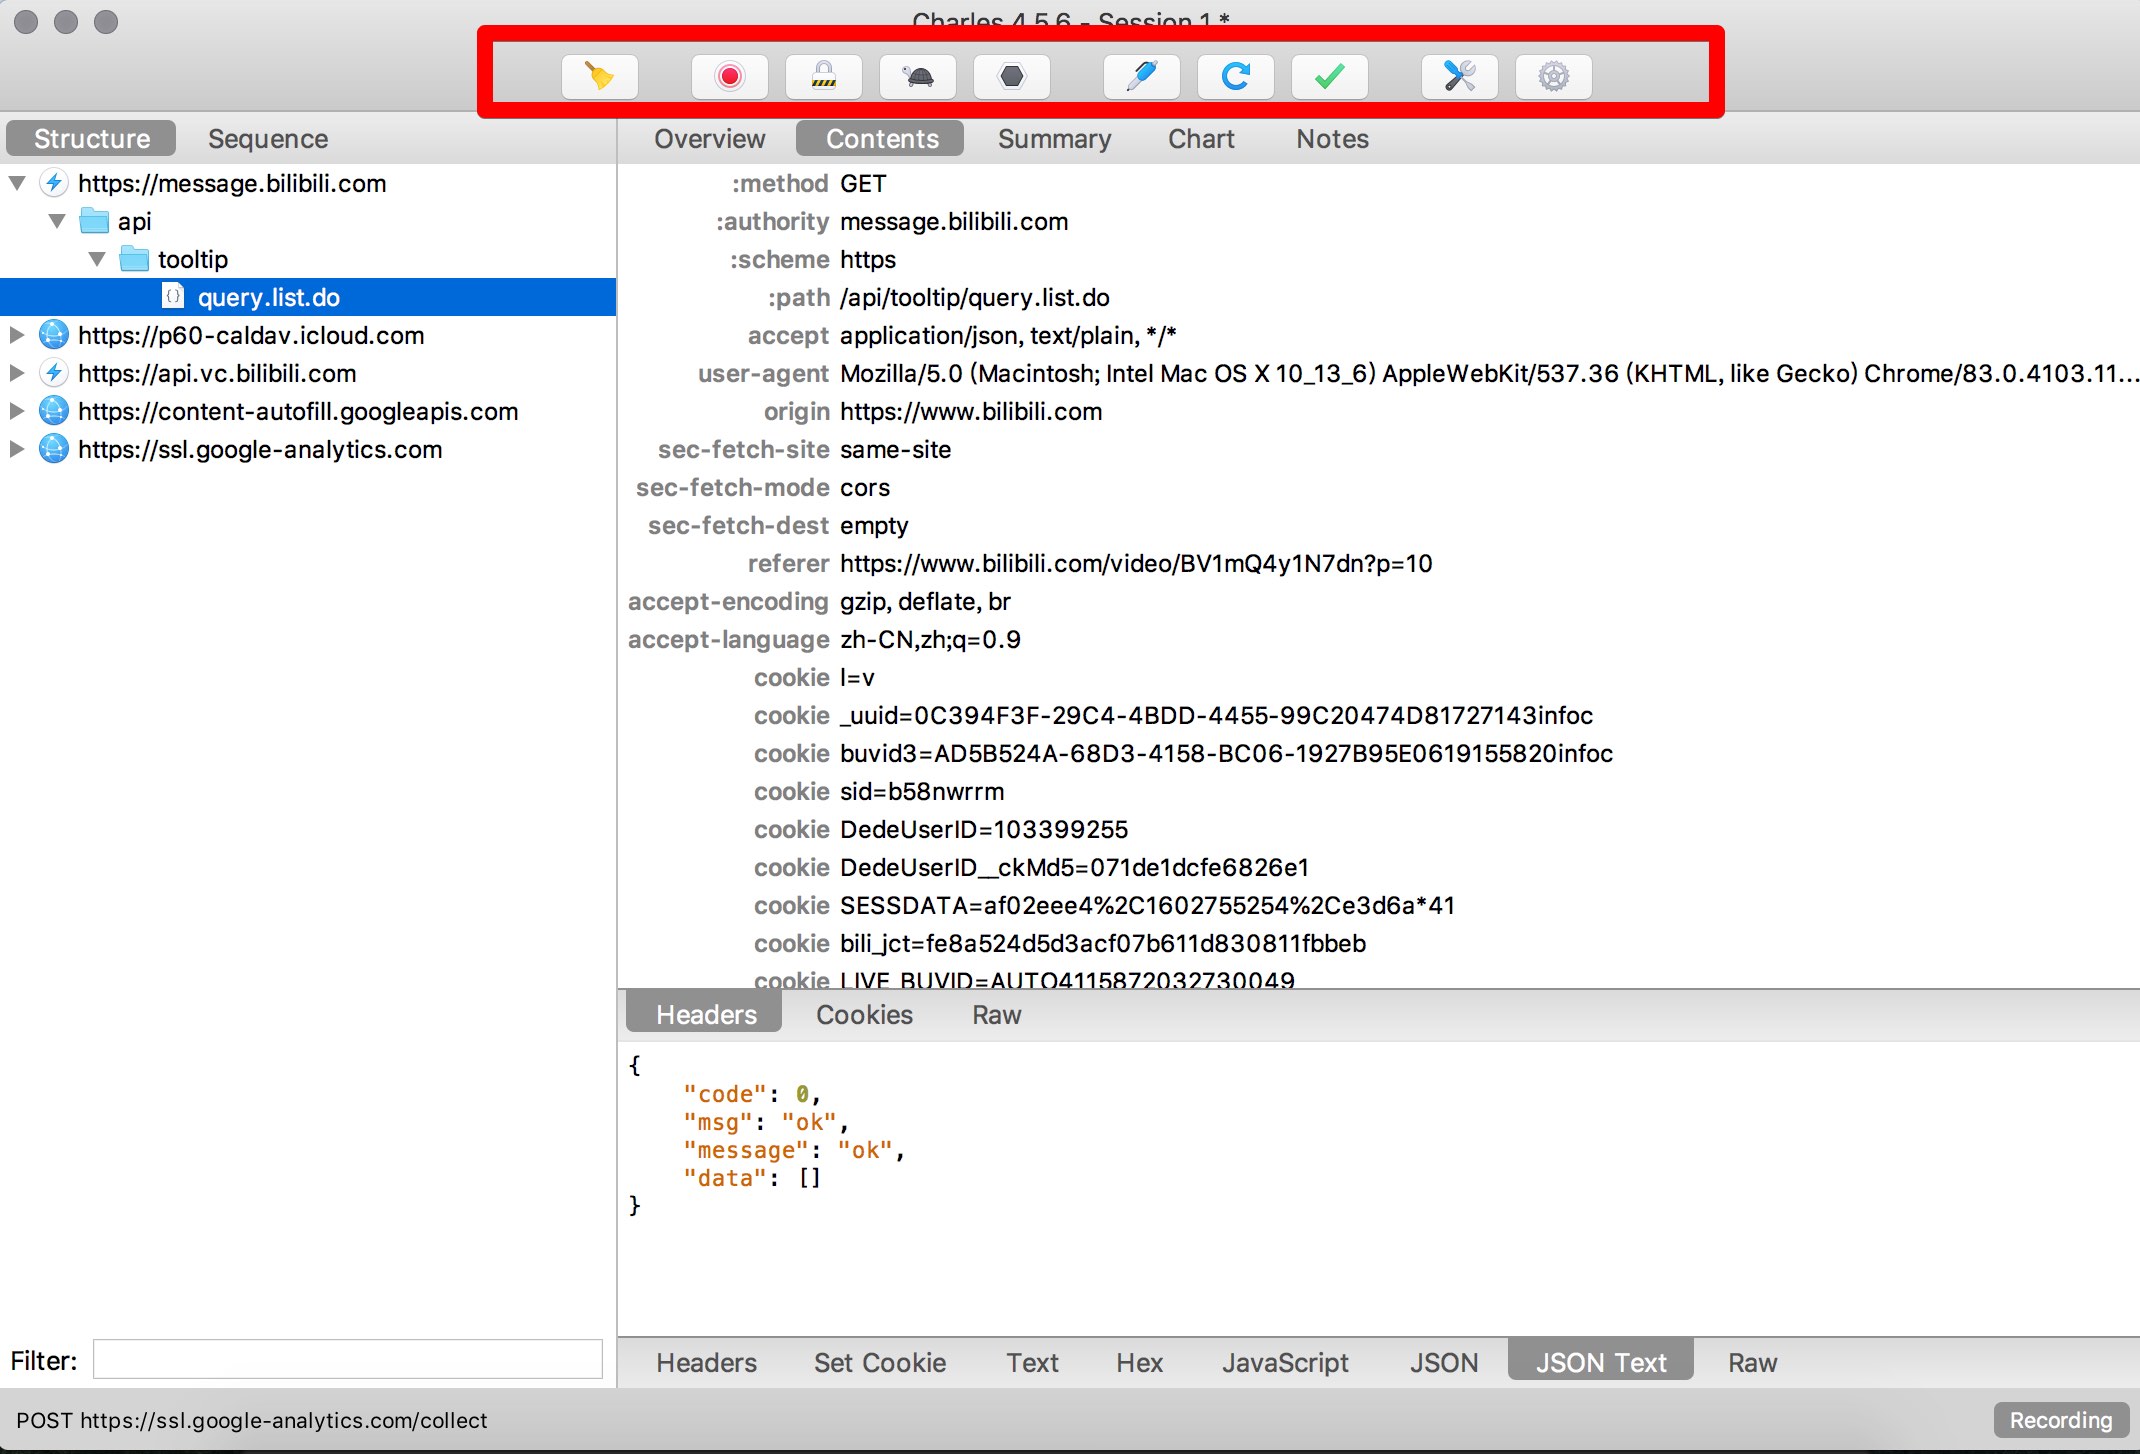 Charles 4.5.6 - Session 1 *
Structure Sequence
Overview Contents Summary Chart Notes
https://message.bilibili.com
api
tooltip
query.list.do
https://p60-caldav.icloud.com
https://api.vc.bilibili.com
https://content-autofill.googleapis.com
https://ssl.google-analytics.com
:method GET
:authority message.bilibili.com
:scheme https
:path /api/tooltip/query.list.do
accept application/json, text/plain, */*
user-agent Mozilla/5.0 (Macintosh; Intel Mac OS X 10_13_6) AppleWebKit/537.36 (KHTML, like Gecko) Chrome/83.0.4103.11...
origin https://www.bilibili.com
sec-fetch-site same-site
sec-fetch-mode cors
sec-fetch-dest empty
referer https://www.bilibili.com/video/BV1mQ4y1N7dn?p=10
accept-encoding gzip, deflate, br
accept-language zh-CN,zh;q=0.9
cookie l=v
cookie _uuid=0C394F3F-29C4-4BDD-4455-99C20474D81727143infoc
cookie buvid3=AD5B524A-68D3-4158-BC06-1927B95E0619155820infoc
cookie sid=b58nwrrm
cookie DedeUserID=103399255
cookie DedeUserID__ckMd5=071de1dcfe6826e1
cookie SESSDATA=af02eee4%2C1602755254%2Ce3d6a*41
cookie bili_jct=fe8a524d5d3acf07b611d830811fbbeb
cookie LIVE_BUVID=AUTO4115872032730049
Headers Cookies Raw
{
"code": 0,
"msg": "ok",
"message": "ok",
"data": []
}
Filter:
Headers Set Cookie Text Hex JavaScript JSON JSON Text Raw
POST https://ssl.google-analytics.com/collect
Recording